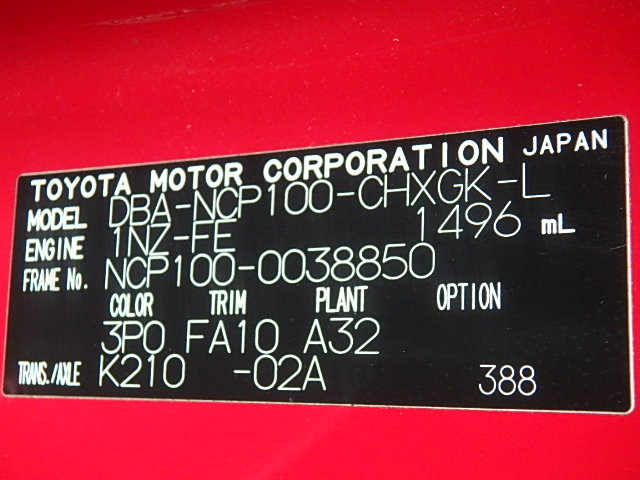 TOYOTA MOTOR CORPORATION JAPAN
MODEL DBA-NCP100-CHXGK-L
ENGINE 1NZ-FE 1496 mL
FRAME No. NCP100-0038850
COLOR TRIM PLANT OPTION
3P0 FA10 A32
TRANS./AXLE K210 -02A 388